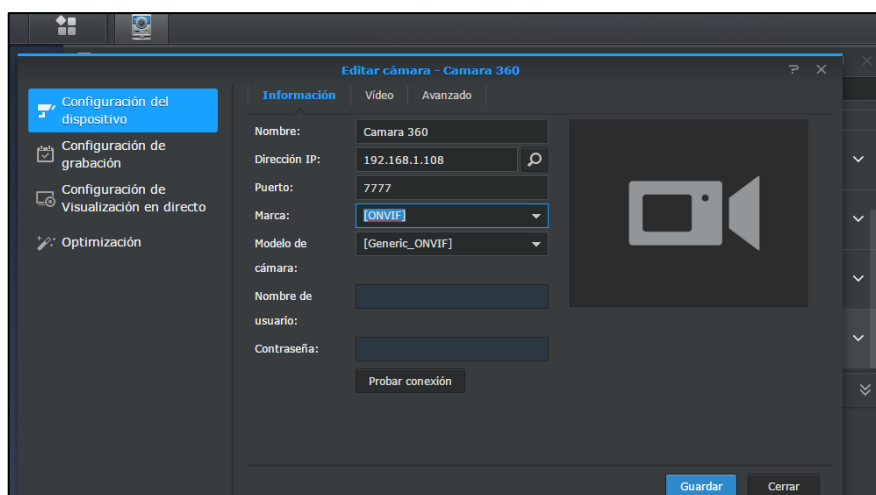 Editar cámara - Camara 360
Configuración del
dispositivo
Configuración de
grabación
Configuración de
Visualización en directo
Optimización
Información Vídeo Avanzado
Nombre: Camara 360
Dirección IP: 192.168.1.108
Puerto: 7777
Marca: [ONVIF]
Modelo de [Generic_ONVIF]
cámara:
Nombre de
usuario:
Contraseña:
Probar conexión
Guardar Cerrar